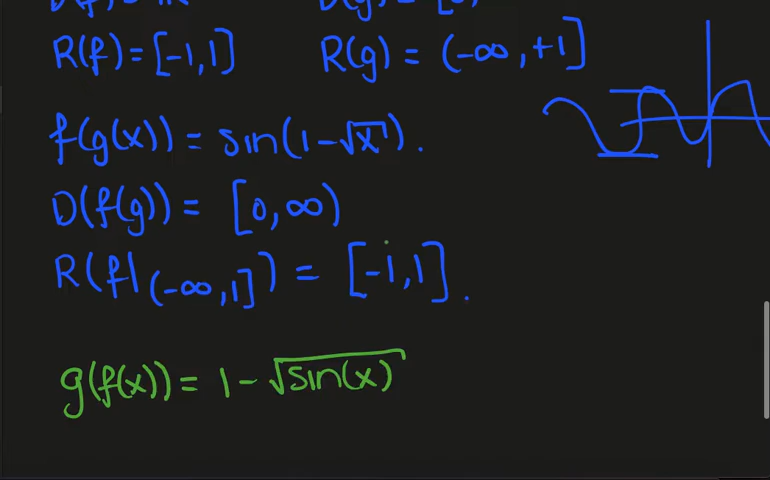 R(f) = [-1,1] R(g) = (-∞,+1]
f(g(x)) = sin(1-√x).
D(f(g)) = [0,∞)
R(f|(-∞,1]) = [-1,1].
g(f(x)) = 1-√sin(x)